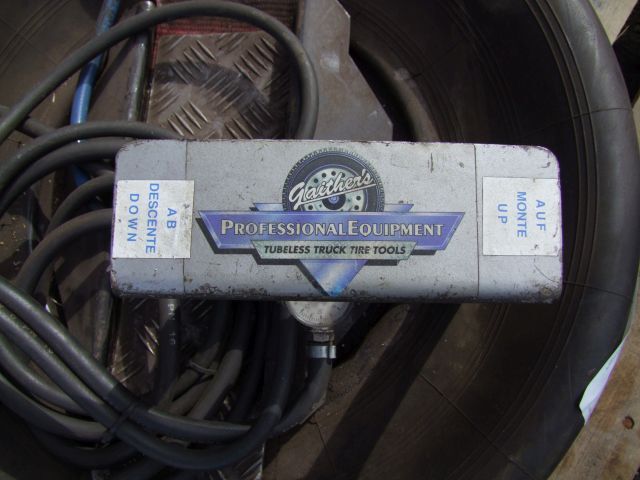 AB
DESCENTE
DOWN
Gaither's
PROFESSIONAL EQUIPMENT
TUBELESS TRUCK TIRE TOOLS
AUF
MONTE
UP